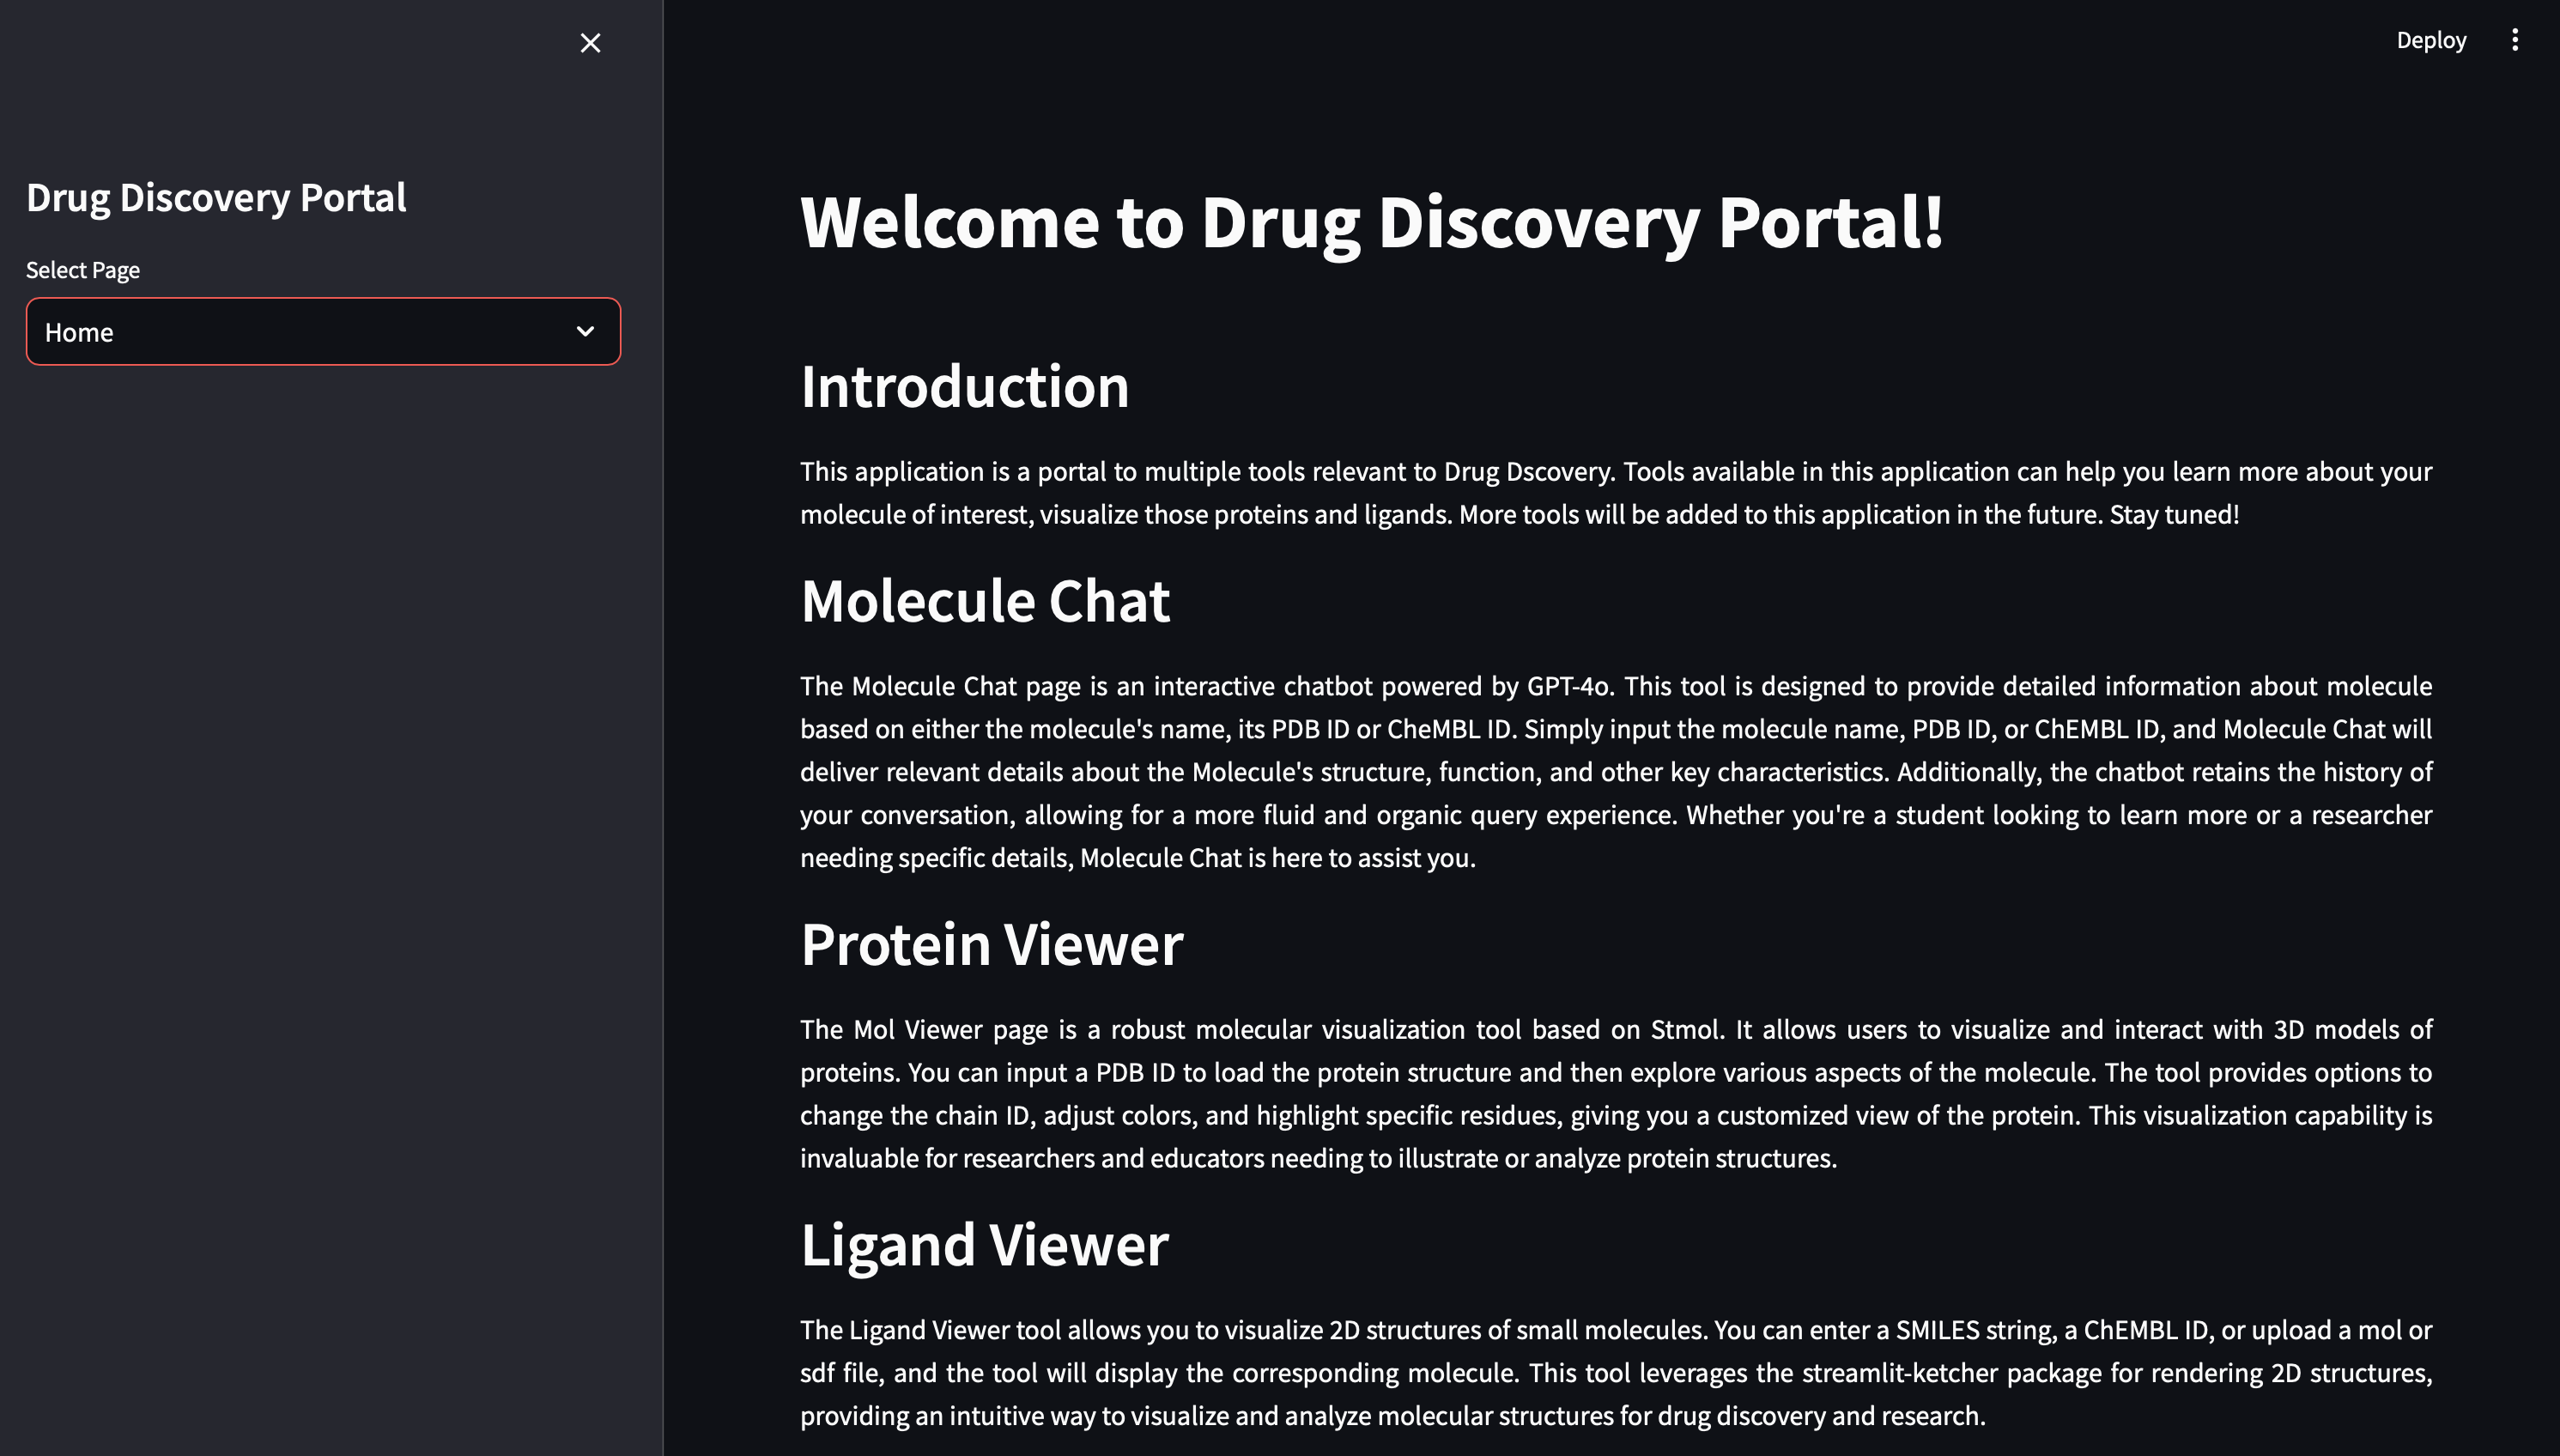 Drug Discovery Portal
Select Page
Home
Deploy
Welcome to Drug Discovery Portal!
Introduction
This application is a portal to multiple tools relevant to Drug Dscovery. Tools available in this application can help you learn more about your
molecule of interest, visualize those proteins and ligands. More tools will be added to this application in the future. Stay tuned!
Molecule Chat
The Molecule Chat page is an interactive chatbot powered by GPT-4o. This tool is designed to provide detailed information about molecule
based on either the molecule's name, its PDB ID or CheMBL ID. Simply input the molecule name, PDB ID, or ChEMBL ID, and Molecule Chat will
deliver relevant details about the Molecule's structure, function, and other key characteristics. Additionally, the chatbot retains the history of
your conversation, allowing for a more fluid and organic query experience. Whether you're a student looking to learn more or a researcher
needing specific details, Molecule Chat is here to assist you.
Protein Viewer
The Mol Viewer page is a robust molecular visualization tool based on Stmol. It allows users to visualize and interact with 3D models of
proteins. You can input a PDB ID to load the protein structure and then explore various aspects of the molecule. The tool provides options to
change the chain ID, adjust colors, and highlight specific residues, giving you a customized view of the protein. This visualization capability is
invaluable for researchers and educators needing to illustrate or analyze protein structures.
Ligand Viewer
The Ligand Viewer tool allows you to visualize 2D structures of small molecules. You can enter a SMILES string, a ChEMBL ID, or upload a mol or
sdf file, and the tool will display the corresponding molecule. This tool leverages the streamlit-ketcher package for rendering 2D structures,
providing an intuitive way to visualize and analyze molecular structures for drug discovery and research.